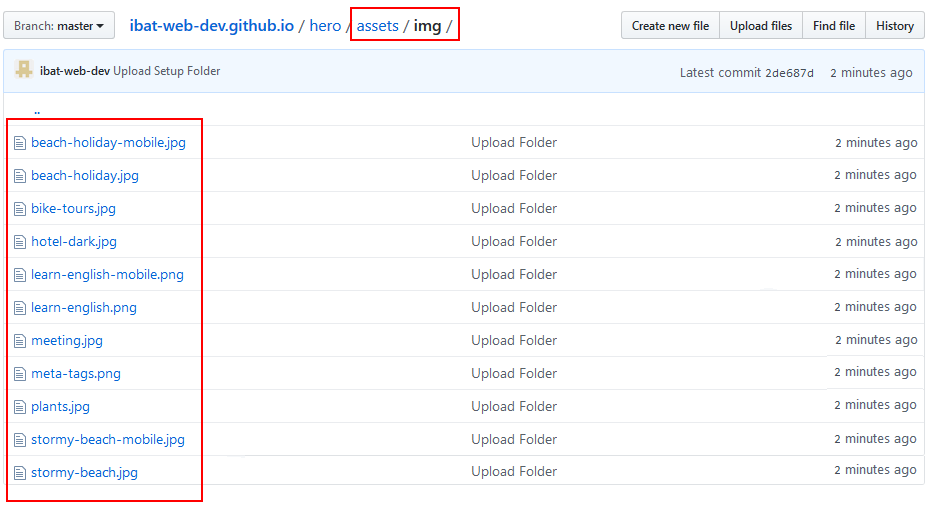 Branch: master ibat-web-dev.github.io / hero / assets / img / Create new file Upload files Find file History
ibat-web-dev Upload Setup Folder Latest commit 2de687d 2 minutes ago
..
beach-holiday-mobile.jpg Upload Folder 2 minutes ago
beach-holiday.jpg Upload Folder 2 minutes ago
bike-tours.jpg Upload Folder 2 minutes ago
hotel-dark.jpg Upload Folder 2 minutes ago
learn-english-mobile.png Upload Folder 2 minutes ago
learn-english.png Upload Folder 2 minutes ago
meeting.jpg Upload Folder 2 minutes ago
meta-tags.png Upload Folder 2 minutes ago
plants.jpg Upload Folder 2 minutes ago
stormy-beach-mobile.jpg Upload Folder 2 minutes ago
stormy-beach.jpg Upload Folder 2 minutes ago